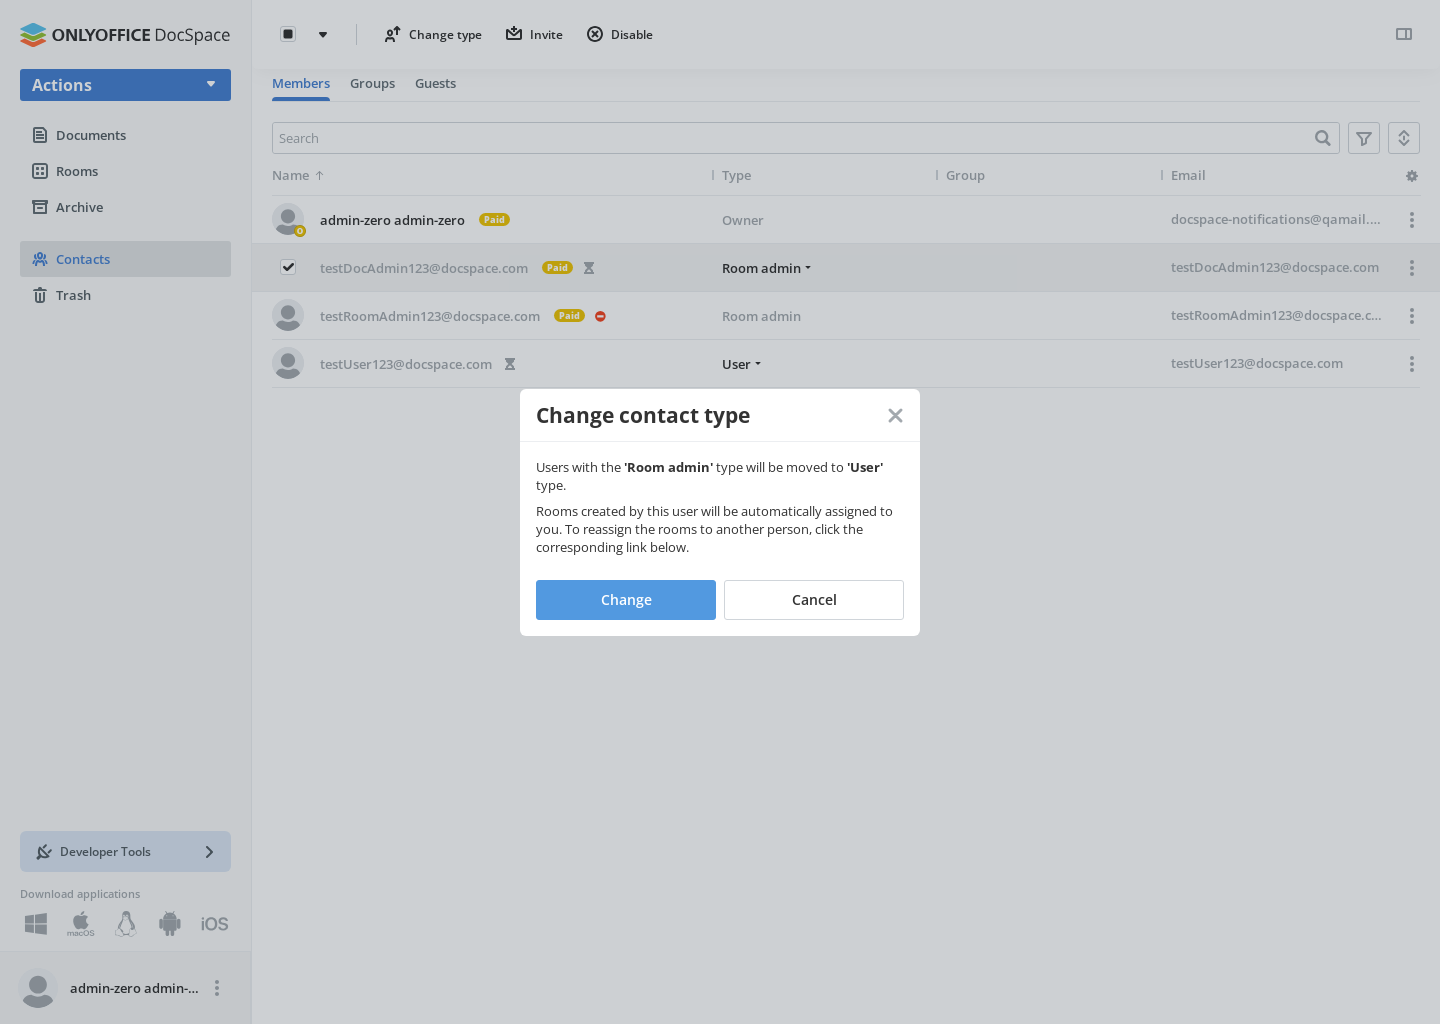 ONLYOFFICE DocSpace
Actions
Documents
Rooms
Archive
Contacts
Trash
Developer Tools
Download applications
macOS
iOS
admin-zero admin-...
Change type
Invite
Disable
Members
Groups
Guests
Search
Name
Type
Group
Email
admin-zero admin-zero
Paid
Owner
docspace-notifications@qamail....
testDocAdmin123@docspace.com
Paid
Room admin
testDocAdmin123@docspace.com
testRoomAdmin123@docspace.com
Paid
Room admin
testRoomAdmin123@docspace.c...
testUser123@docspace.com
User
testUser123@docspace.com
Change contact type
Users with the 'Room admin' type will be moved to 'User'
type.
Rooms created by this user will be automatically assigned to
you. To reassign the rooms to another person, click the
corresponding link below.
Change
Cancel